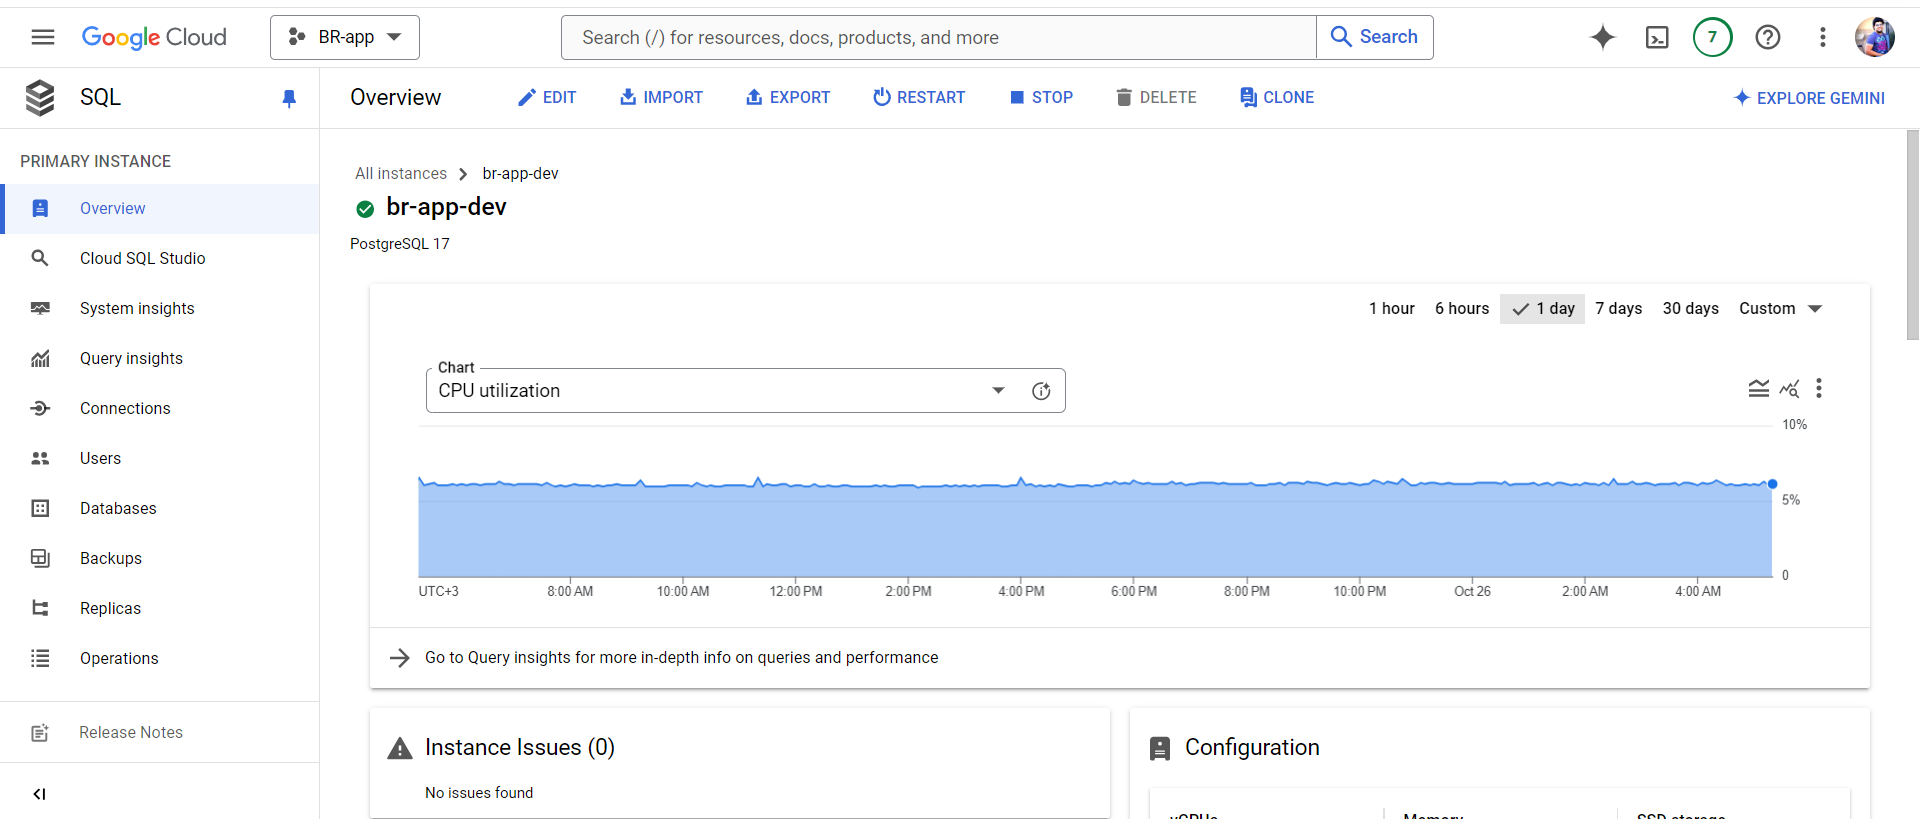 Google Cloud
BR-app
Search (/) for resources, docs, products, and more
Search
7
SQL
Overview
EDIT
IMPORT
EXPORT
RESTART
STOP
DELETE
CLONE
EXPLORE GEMINI
PRIMARY INSTANCE
Overview
Cloud SQL Studio
System insights
Query insights
Connections
Users
Databases
Backups
Replicas
Operations
Release Notes
All instances
br-app-dev
br-app-dev
PostgreSQL 17
1 hour
6 hours
1 day
7 days
30 days
Custom
Chart
CPU utilization
10%
5%
0
UTC+3
8:00 AM
10:00 AM
12:00 PM
2:00 PM
4:00 PM
6:00 PM
8:00 PM
10:00 PM
Oct 26
2:00 AM
4:00 AM
Go to Query insights for more in-depth info on queries and performance
Instance Issues (0)
No issues found
Configuration
vCPUs
Memory
SSD storage